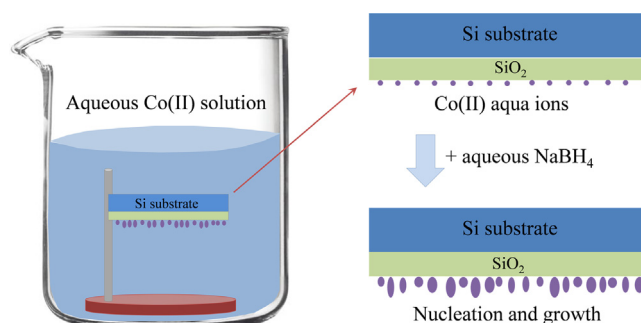 Aqueous Co(II) solution
Si substrate
Si substrate
SiO₂
Co(II) aqua ions
+ aqueous NaBH₄
Si substrate
SiO₂
Nucleation and growth